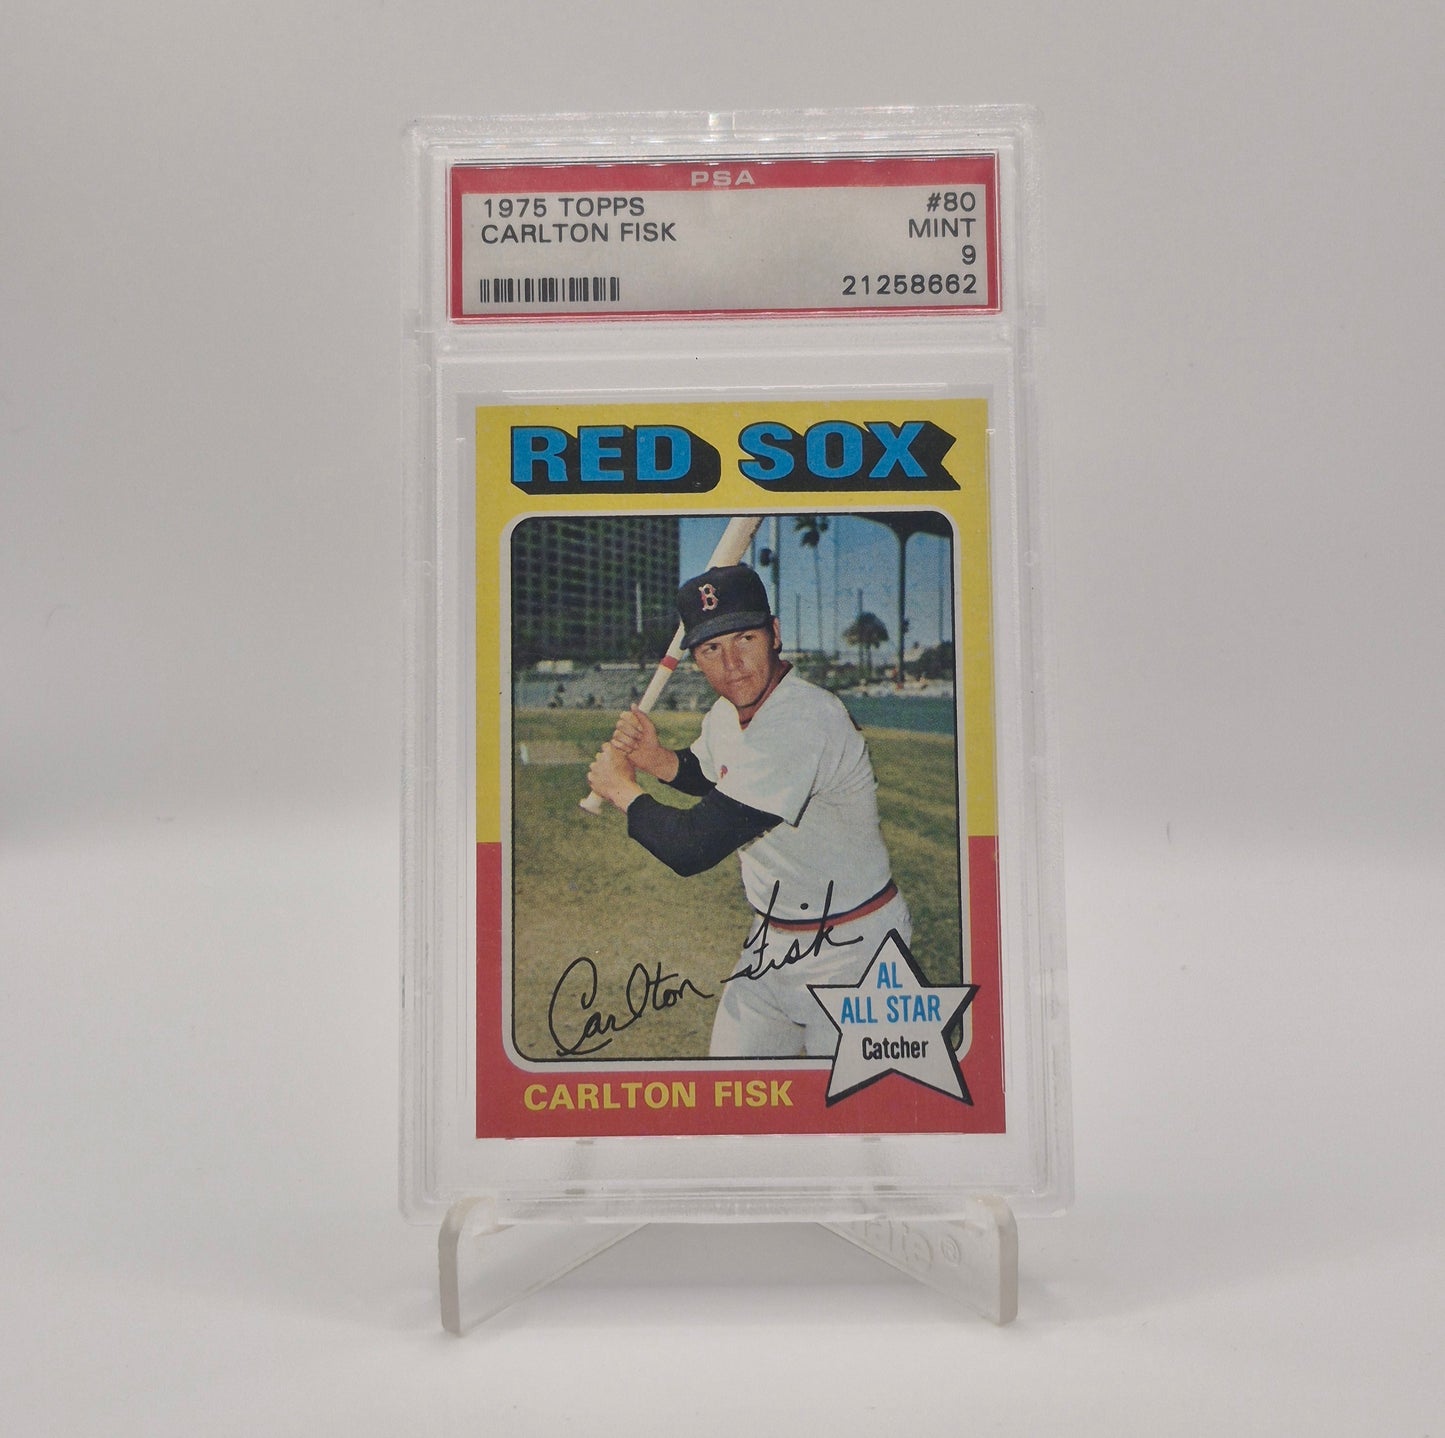 PSA
1975 TOPPS #80
CARLTON FISK MINT
9
21258662
RED SOX
B
Carlton Fisk
AL
ALL STAR
Catcher
CARLTON FISK